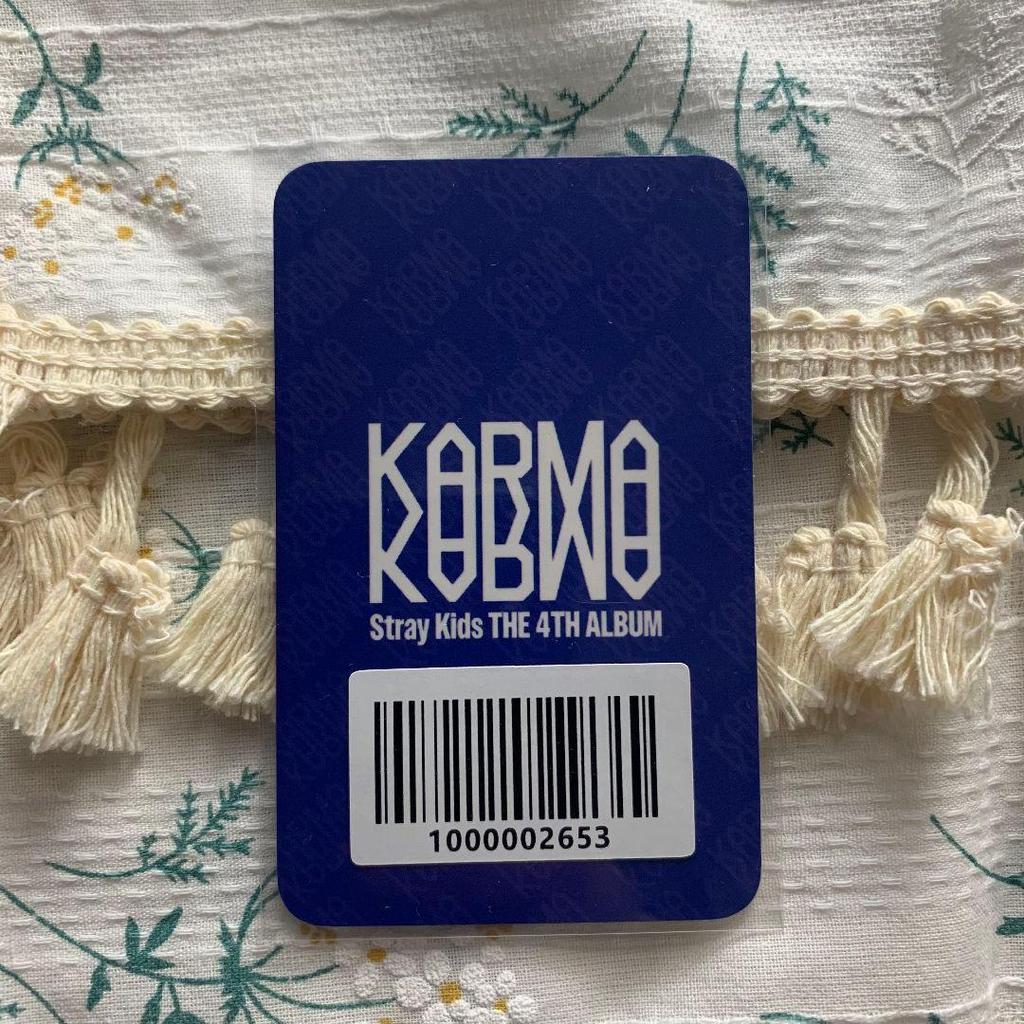 KARMA
Stray Kids THE 4TH ALBUM
1000002653